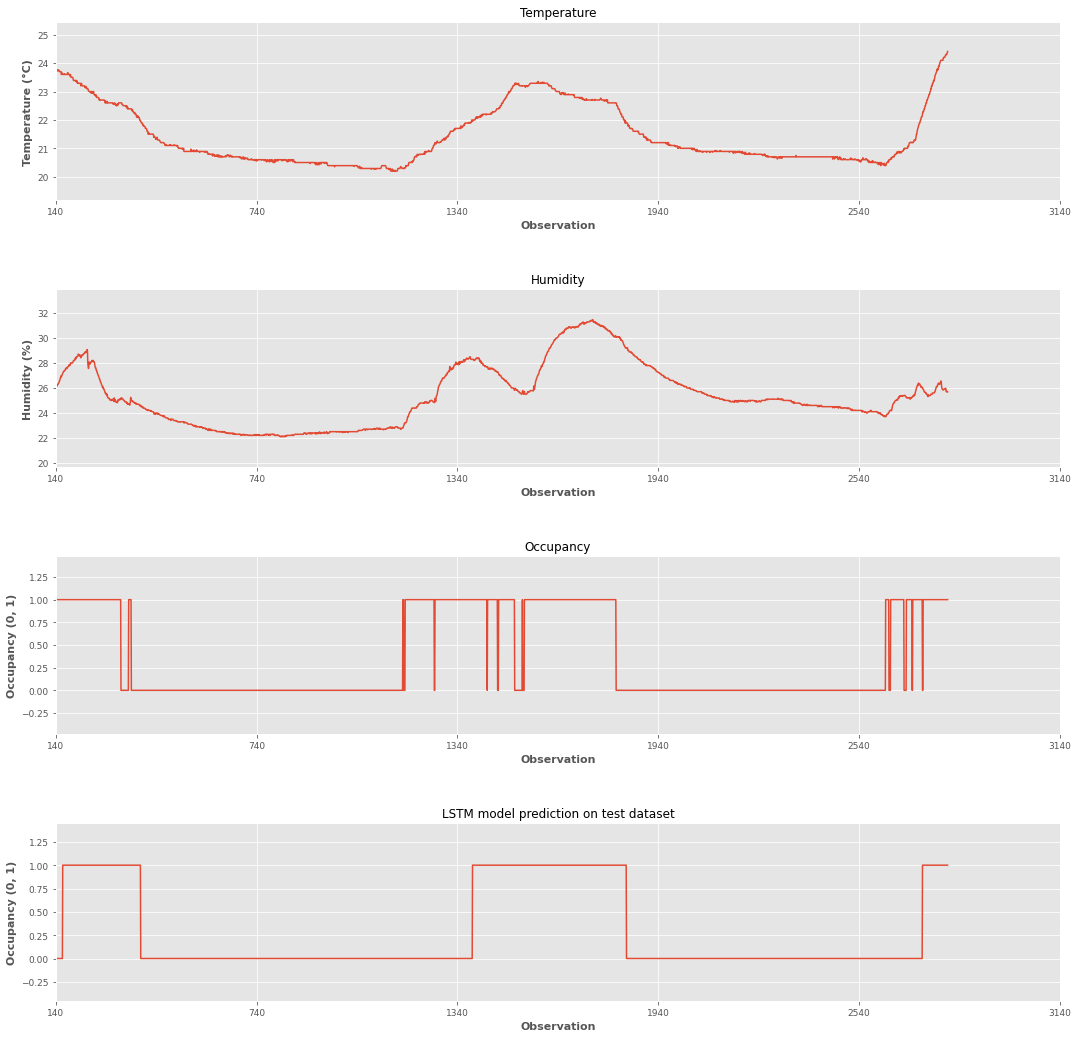 Temperature
Temperature (°C)
25
24
23
22
21
20
140 740 1340 1940 2540 3140
Observation
Humidity
Humidity (%)
32
30
28
26
24
22
20
140 740 1340 1940 2540 3140
Observation
Occupancy
Occupancy (0, 1)
1.25
1.00
0.75
0.50
0.25
0.00
−0.25
140 740 1340 1940 2540 3140
Observation
LSTM model prediction on test dataset
Occupancy (0, 1)
1.25
1.00
0.75
0.50
0.25
0.00
−0.25
140 740 1340 1940 2540 3140
Observation